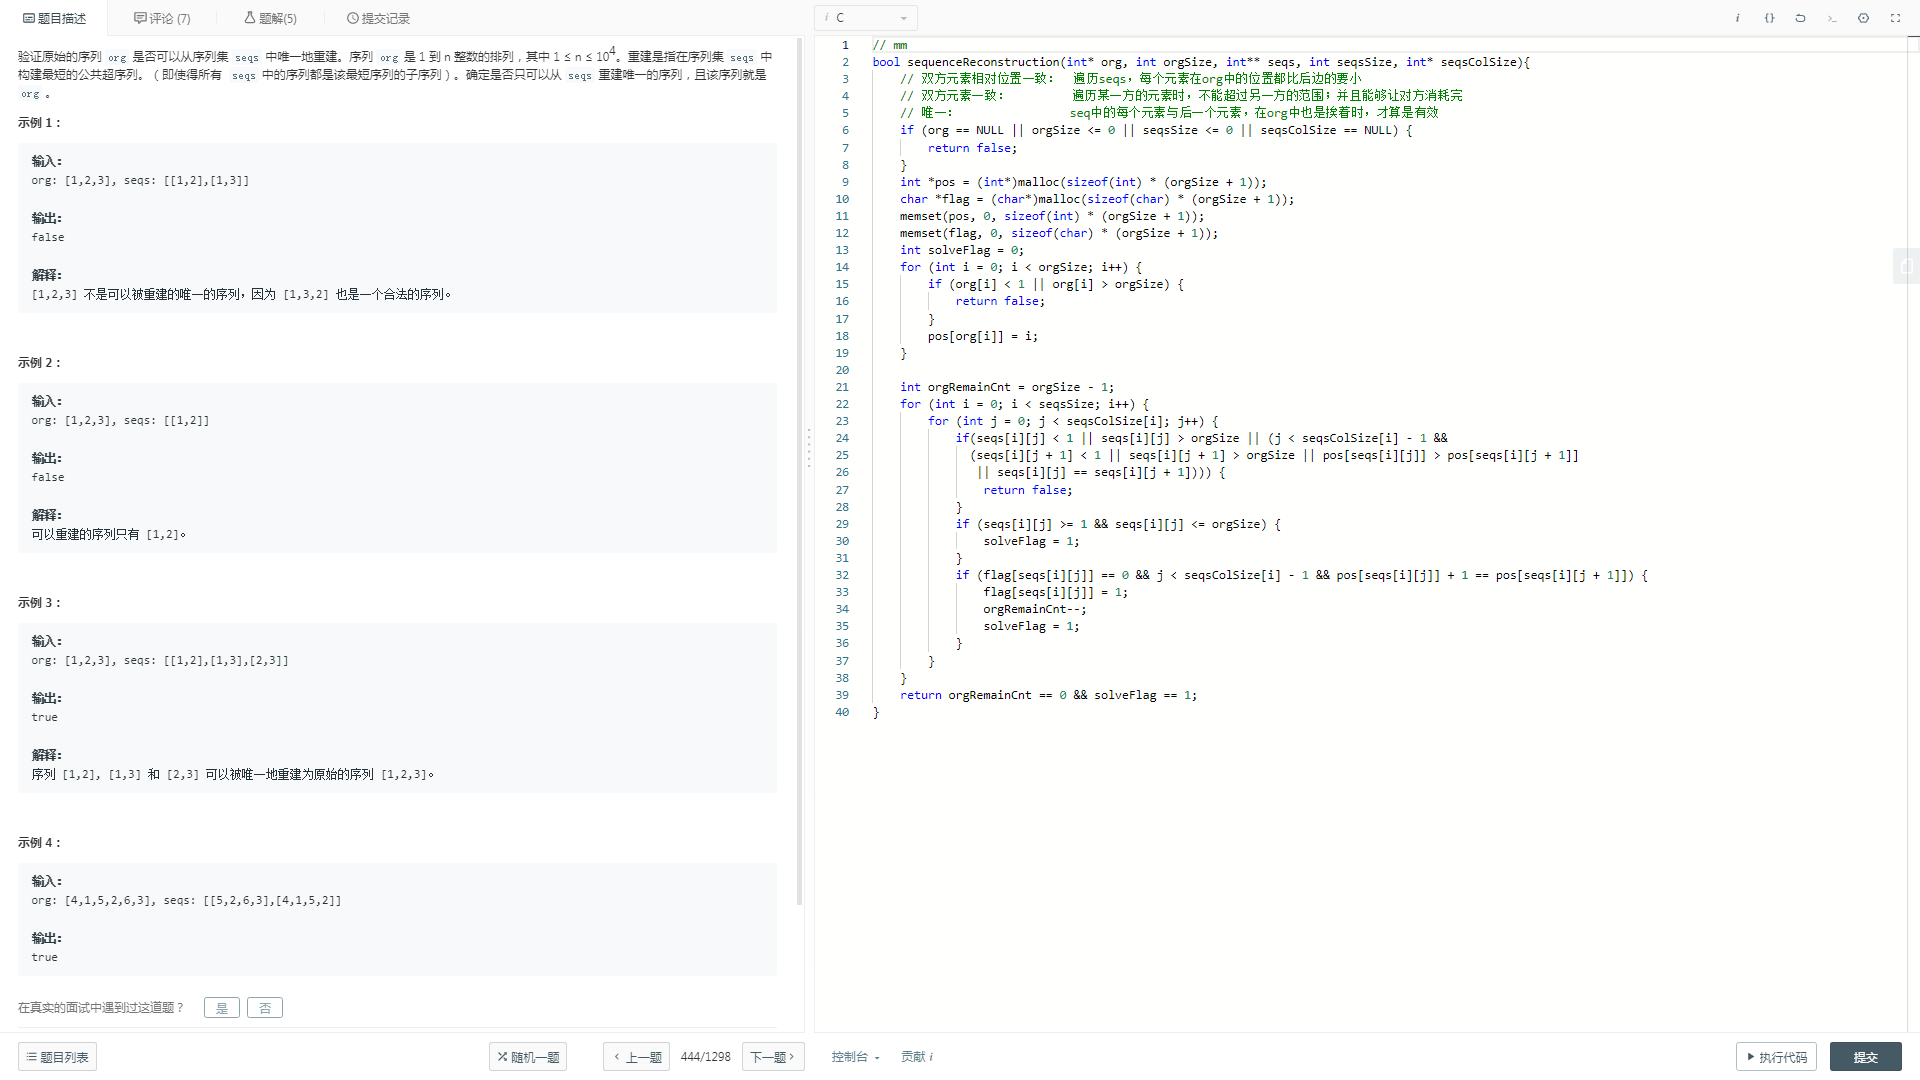 题目描述
评论 (7)
题解(5)
提交记录
验证原始的序列 org 是否可以从序列集 seqs 中唯一地重建。序列 org 是 1 到 n 整数的排列，其中 1 ≤ n ≤ 10^4。重建是指在序列集 seqs 中
构建最短的公共超序列。（即使得所有 seqs 中的序列都是该最短序列的子序列）。确定是否只可以从 seqs 重建唯一的序列，且该序列就是
org 。
示例 1：
输入:
org: [1,2,3], seqs: [[1,2],[1,3]]
输出:
false
解释:
[1,2,3] 不是可以被重建的唯一的序列，因为 [1,3,2] 也是一个合法的序列。
示例 2：
输入:
org: [1,2,3], seqs: [[1,2]]
输出:
false
解释:
可以重建的序列只有 [1,2]。
示例 3：
输入:
org: [1,2,3], seqs: [[1,2],[1,3],[2,3]]
输出:
true
解释:
序列 [1,2], [1,3] 和 [2,3] 可以被唯一地重建为原始的序列 [1,2,3]。
示例 4：
输入:
org: [4,1,5,2,6,3], seqs: [[5,2,6,3],[4,1,5,2]]
输出:
true
在真实的面试中遇到过这道题？
是
否
题目列表
随机一题
上一题
444/1298
下一题
i C
1 // mm
2 bool sequenceReconstruction(int* org, int orgSize, int** seqs, int seqsSize, int* seqsColSize){
3     // 双方元素相对位置一致:  遍历seqs，每个元素在org中的位置都比后边的要小
4     // 双方元素一致:         遍历某一方的元素时，不能超过另一方的范围；并且能够让对方消耗完
5     // 唯一:                seq中的每个元素与后一个元素，在org中也是挨着时，才算是有效
6     if (org == NULL || orgSize <= 0 || seqsSize <= 0 || seqsColSize == NULL) {
7         return false;
8     }
9     int *pos = (int*)malloc(sizeof(int) * (orgSize + 1));
10     char *flag = (char*)malloc(sizeof(char) * (orgSize + 1));
11     memset(pos, 0, sizeof(int) * (orgSize + 1));
12     memset(flag, 0, sizeof(char) * (orgSize + 1));
13     int solveFlag = 0;
14     for (int i = 0; i < orgSize; i++) {
15         if (org[i] < 1 || org[i] > orgSize) {
16             return false;
17         }
18         pos[org[i]] = i;
19     }
20
21     int orgRemainCnt = orgSize - 1;
22     for (int i = 0; i < seqsSize; i++) {
23         for (int j = 0; j < seqsColSize[i]; j++) {
24             if(seqs[i][j] < 1 || seqs[i][j] > orgSize || (j < seqsColSize[i] - 1 &&
25               (seqs[i][j + 1] < 1 || seqs[i][j + 1] > orgSize || pos[seqs[i][j]] > pos[seqs[i][j + 1]]
26                || seqs[i][j] == seqs[i][j + 1]))) {
27                 return false;
28             }
29             if (seqs[i][j] >= 1 && seqs[i][j] <= orgSize) {
30                 solveFlag = 1;
31             }
32             if (flag[seqs[i][j]] == 0 && j < seqsColSize[i] - 1 && pos[seqs[i][j]] + 1 == pos[seqs[i][j + 1]]) {
33                 flag[seqs[i][j]] = 1;
34                 orgRemainCnt--;
35                 solveFlag = 1;
36             }
37         }
38     }
39     return orgRemainCnt == 0 && solveFlag == 1;
40 }
控制台
贡献 i
执行代码
提交